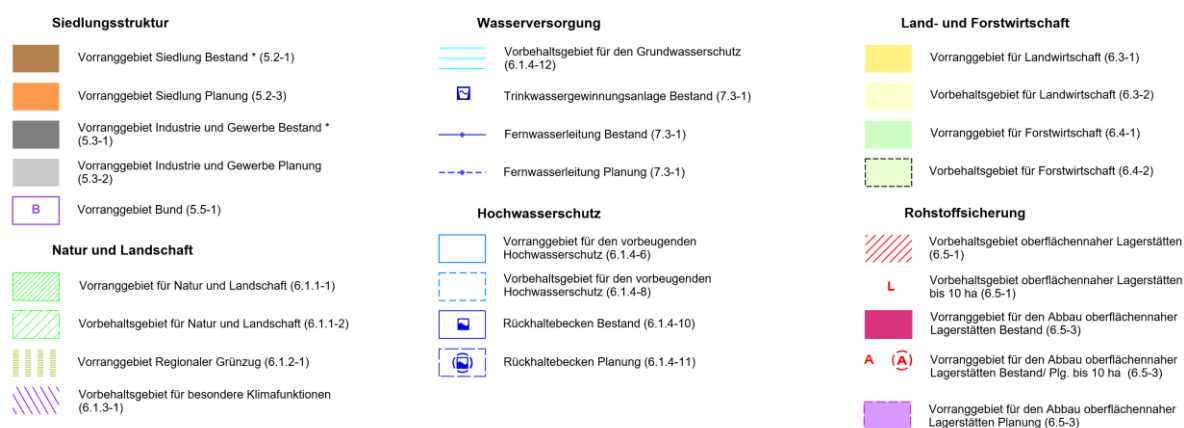 Siedlungsstruktur
Vorranggebiet Siedlung Bestand * (5.2-1)
Vorranggebiet Siedlung Planung (5.2-3)
Vorranggebiet Industrie und Gewerbe Bestand *
(5.3-1)
Vorranggebiet Industrie und Gewerbe Planung
(5.3-2)
B
Vorranggebiet Bund (5.5-1)
Natur und Landschaft
Vorranggebiet für Natur und Landschaft (6.1.1-1)
Vorbehaltsgebiet für Natur und Landschaft (6.1.1-2)
Vorranggebiet Regionaler Grünzug (6.1.2-1)
Vorbehaltsgebiet für besondere Klimafunktionen
(6.1.3-1)
Wasserversorgung
Vorbehaltsgebiet für den Grundwasserschutz
(6.1.4-12)
Trinkwassergewinnungsanlage Bestand (7.3-1)
Fernwasserleitung Bestand (7.3-1)
Fernwasserleitung Planung (7.3-1)
Hochwasserschutz
Vorranggebiet für den vorbeugenden
Hochwasserschutz (6.1.4-6)
Vorbehaltsgebiet für den vorbeugenden
Hochwasserschutz (6.1.4-8)
Rückhaltebecken Bestand (6.1.4-10)
Rückhaltebecken Planung (6.1.4-11)
Land- und Forstwirtschaft
Vorranggebiet für Landwirtschaft (6.3-1)
Vorbehaltsgebiet für Landwirtschaft (6.3-2)
Vorranggebiet für Forstwirtschaft (6.4-1)
Vorbehaltsgebiet für Forstwirtschaft (6.4-2)
Rohstoffsicherung
Vorbehaltsgebiet oberflächennaher Lagerstätten
(6.5-1)
L
Vorbehaltsgebiet oberflächennaher Lagerstätten
bis 10 ha (6.5-1)
Vorranggebiet für den Abbau oberflächennaher
Lagerstätten Bestand (6.5-3)
A (A)
Vorranggebiet für den Abbau oberflächennaher
Lagerstätten Bestand/ Plg. bis 10 ha (6.5-3)
Vorranggebiet für den Abbau oberflächennaher
Lagerstätten Planung (6.5-3)